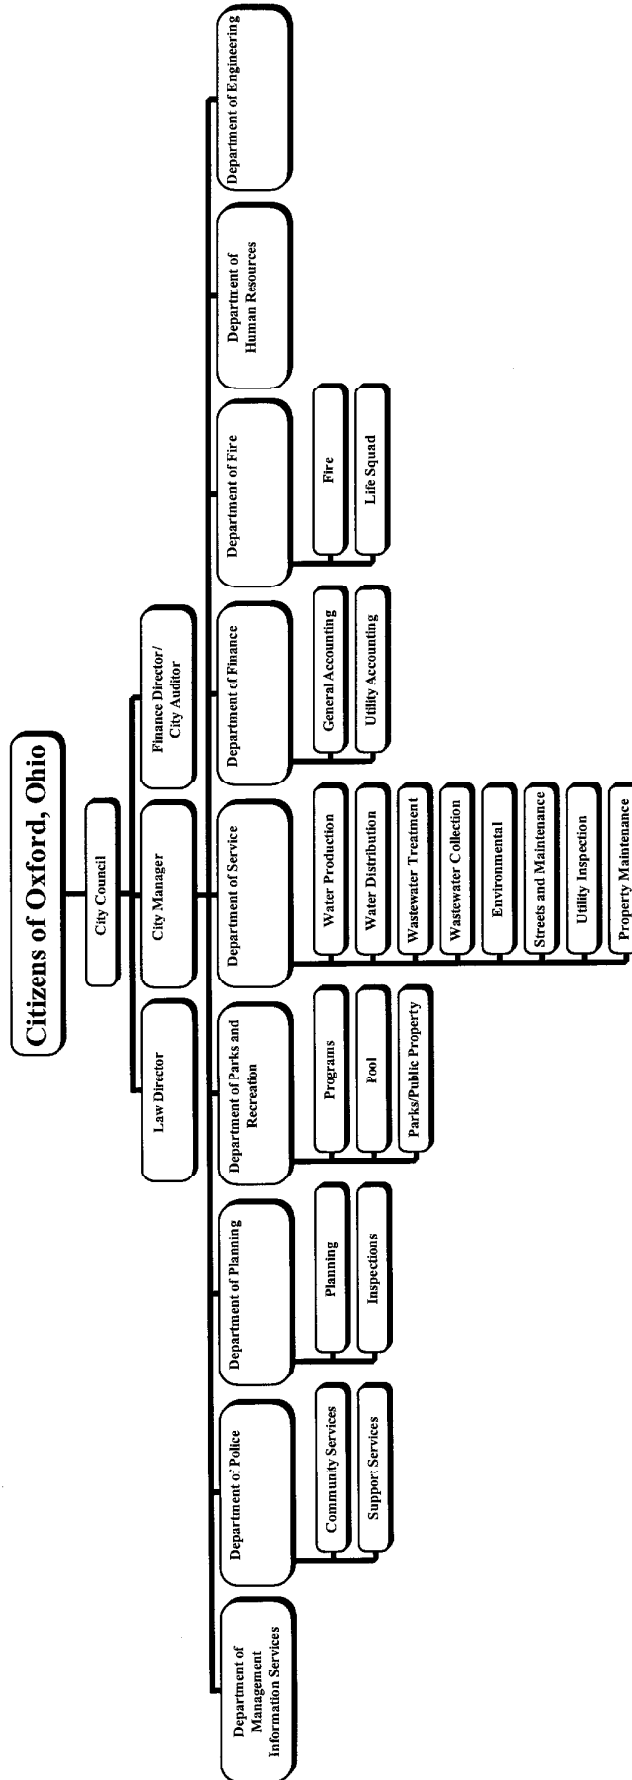 Citizens of Oxford, Ohio
City Council
Law Director
City Manager
Finance Director/
City Auditor
Department of
Management
Information Services
Department of Police
Community Services
Support Services
Department of Planning
Planning
Inspections
Department of Parks and
Recreation
Programs
Pool
Parks/Public Property
Department of Service
Water Production
Water Distribution
Wastewater Treatment
Wastewater Collection
Environmental
Streets and Maintenance
Utility Inspection
Property Maintenance
Department of Finance
General Accounting
Utility Accounting
Department of Fire
Fire
Life Squad
Department of
Human Resources
Department of Engineering